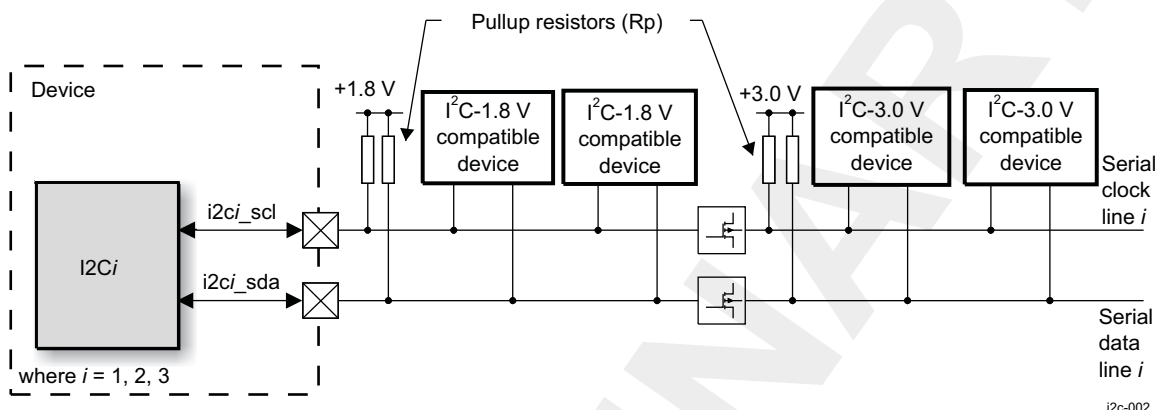 Pullup resistors (Rp)
Device
+1.8 V
I²C-1.8 V
compatible
device
I²C-1.8 V
compatible
device
+3.0 V
I²C-3.0 V
compatible
device
I²C-3.0 V
compatible
device
Serial
clock
line i
i2ci_scl
I2Ci
i2ci_sda
Serial
data
line i
where i = 1, 2, 3
i2c-002